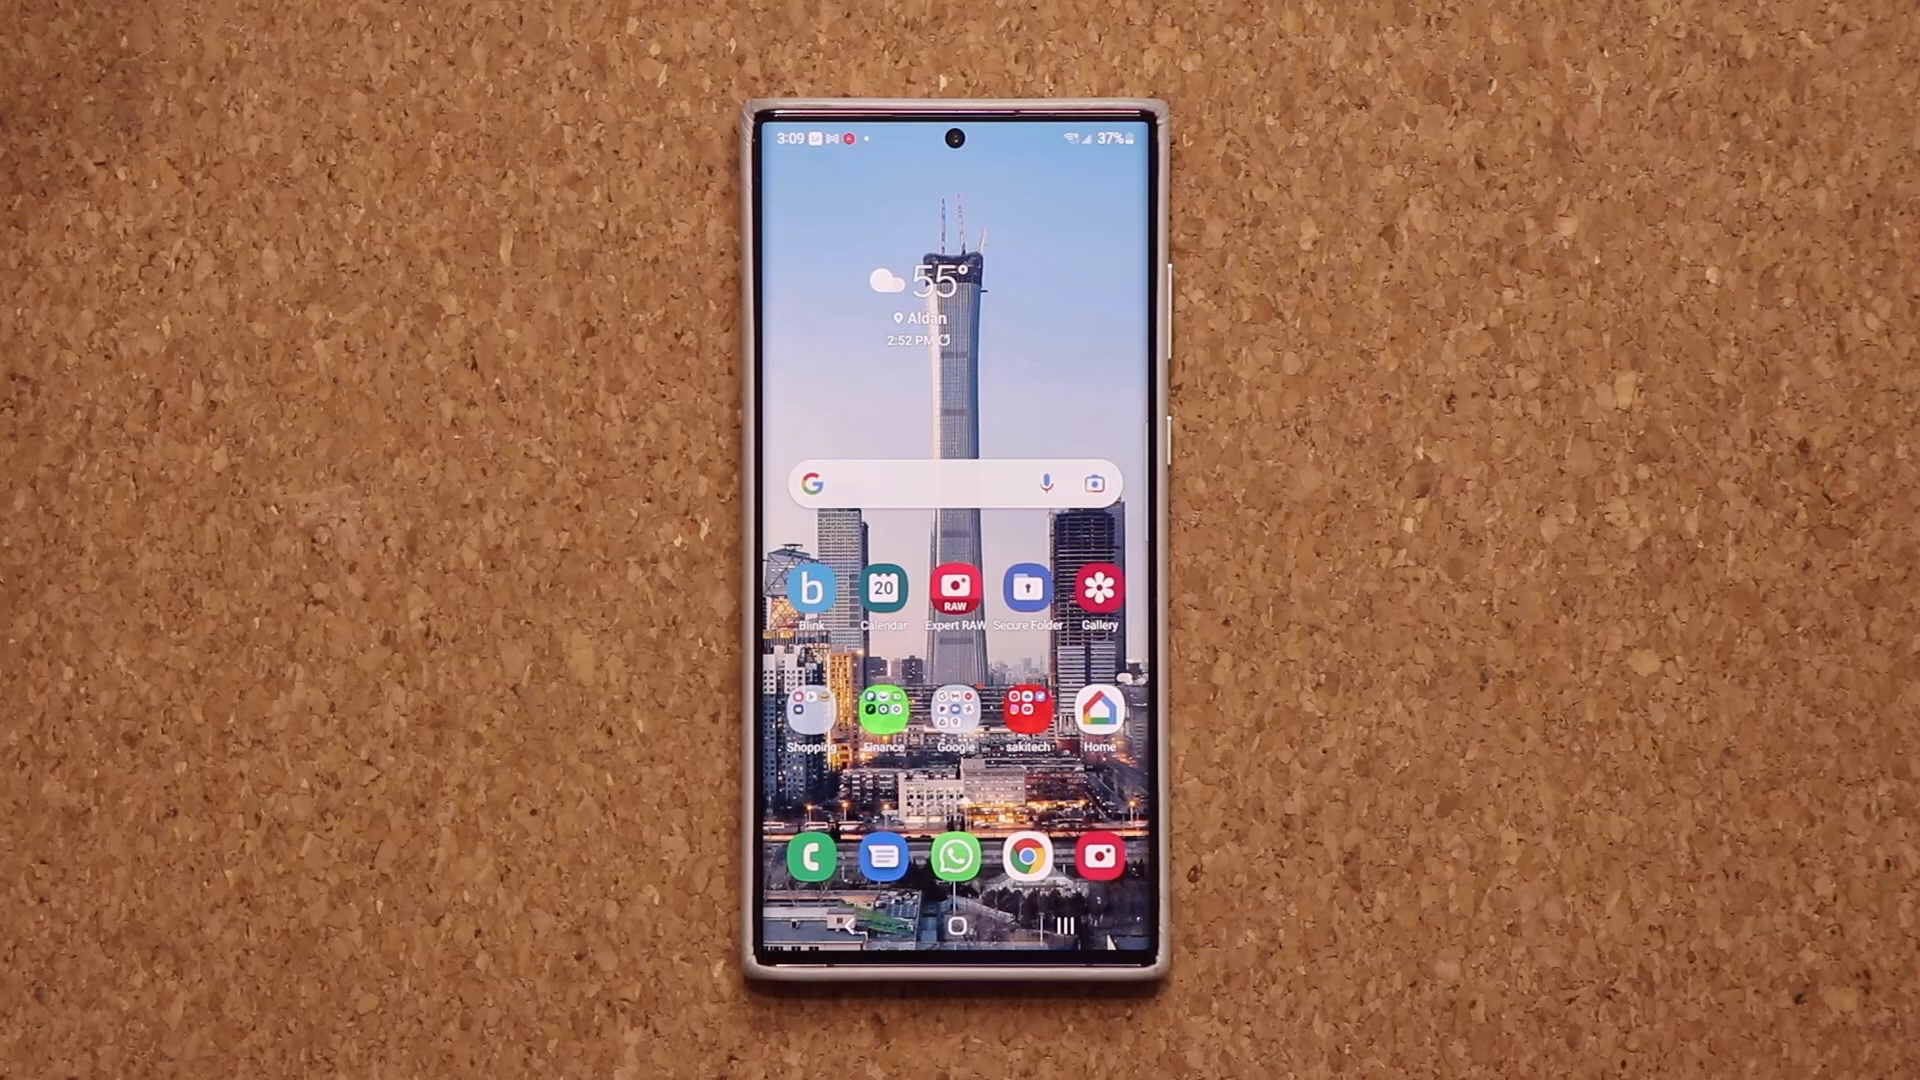 3:09 37%
55°
Aldan
2:52 PM
G
b 20 RAW
Blink Calendar Expert RAW Secure Folder Gallery
Shopping Finance Google sakitech Home